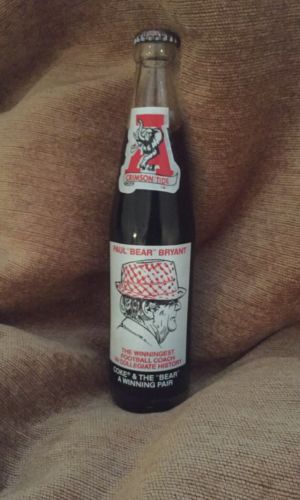 A
CRIMSON TIDE
PAUL "BEAR" BRYANT
THE WINNINGEST
FOOTBALL COACH
IN COLLEGIATE HISTORY
COKE® & THE "BEAR"
A WINNING PAIR